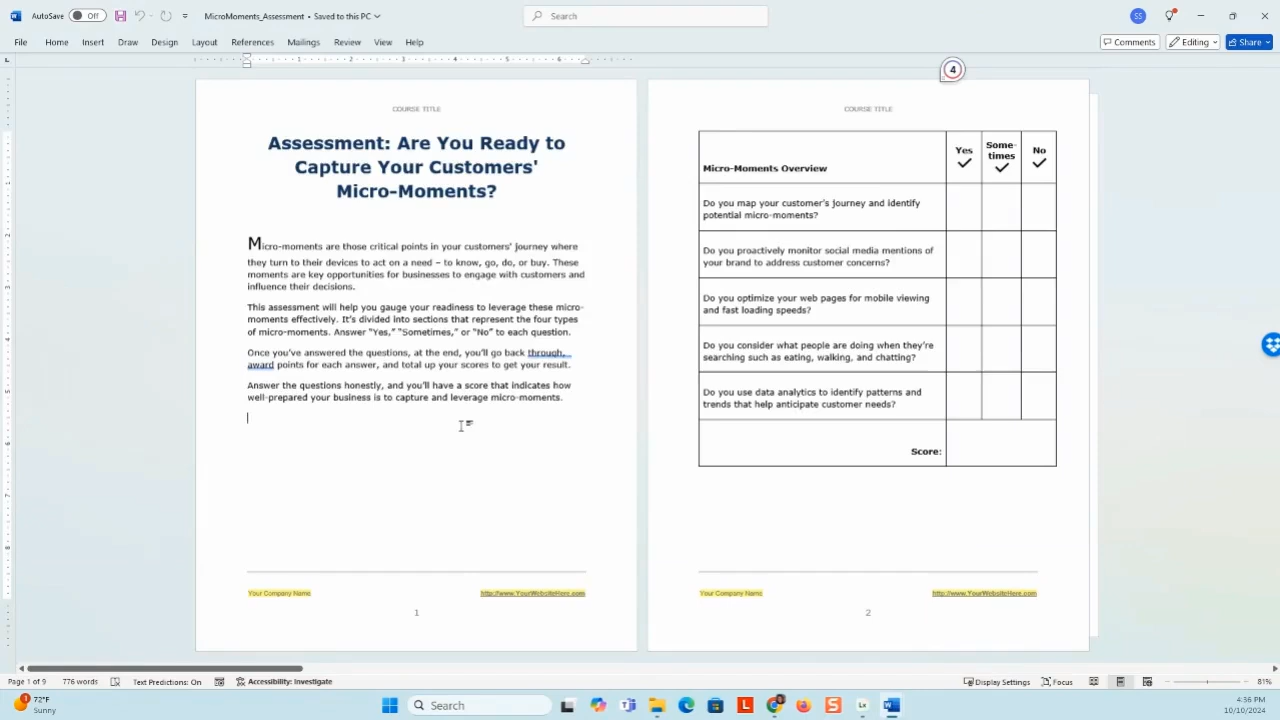 AutoSave Off MicroMoments_Assessment • Saved to this PC Search SS
File Home Insert Draw Design Layout References Mailings Review View Help Comments Editing Share
4
COURSE TITLE
Assessment: Are You Ready to
Capture Your Customers'
Micro-Moments?
Micro-moments are those critical points in your customers' journey where
they turn to their devices to act on a need – to know, go, do, or buy. These
moments are key opportunities for businesses to engage with customers and
influence their decisions.
This assessment will help you gauge your readiness to leverage these micro-
moments effectively. It's divided into sections that represent the four types
of micro-moments. Answer “Yes,” “Sometimes,” or “No” to each question.
Once you've answered the questions, at the end, you'll go back through,
award points for each answer, and total up your scores to get your result.
Answer the questions honestly, and you'll have a score that indicates how
well-prepared your business is to capture and leverage micro-moments.
Your Company Name http://www.YourWebsiteHere.com
1
COURSE TITLE
Micro-Moments Overview
Yes
Some-
times
No
Do you map your customer's journey and identify
potential micro-moments?
Do you proactively monitor social media mentions of
your brand to address customer concerns?
Do you optimize your web pages for mobile viewing
and fast loading speeds?
Do you consider what people are doing when they're
searching such as eating, walking, and chatting?
Do you use data analytics to identify patterns and
trends that help anticipate customer needs?
Score:
Your Company Name http://www.YourWebsiteHere.com
2
Page 1 of 9 776 words Text Predictions: On Accessibility: Investigate Display Settings Focus 81%
72°F
Sunny
Search
4:36 PM
10/10/2024